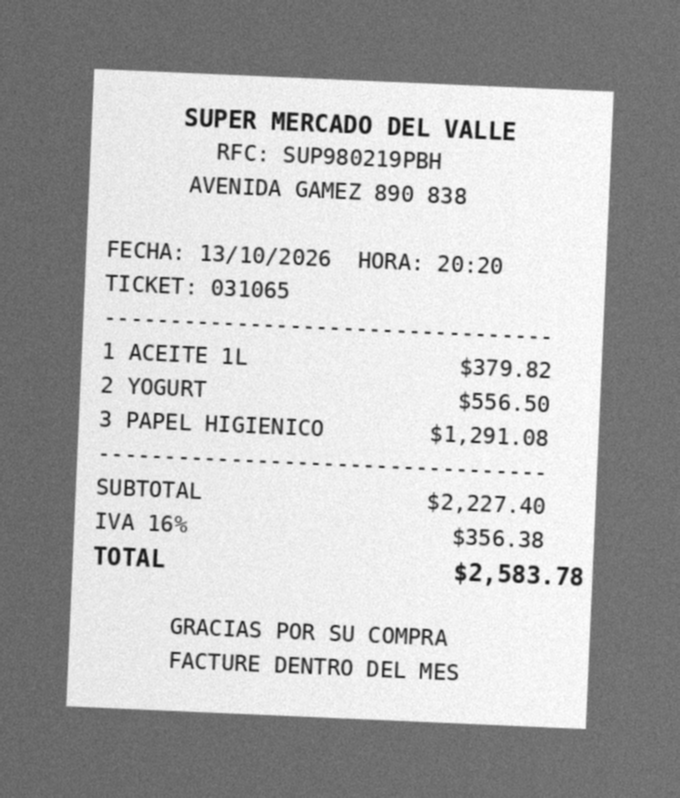 SUPER MERCADO DEL VALLE
RFC: SUP980219PBH
AVENIDA GAMEZ 890 838
FECHA: 13/10/2026  HORA: 20:20
TICKET: 031065
----------------------------------
1 ACEITE 1L $379.82
2 YOGURT $556.50
3 PAPEL HIGIENICO $1,291.08
----------------------------------
SUBTOTAL $2,227.40
IVA 16% $356.38
TOTAL $2,583.78
GRACIAS POR SU COMPRA
FACTURE DENTRO DEL MES